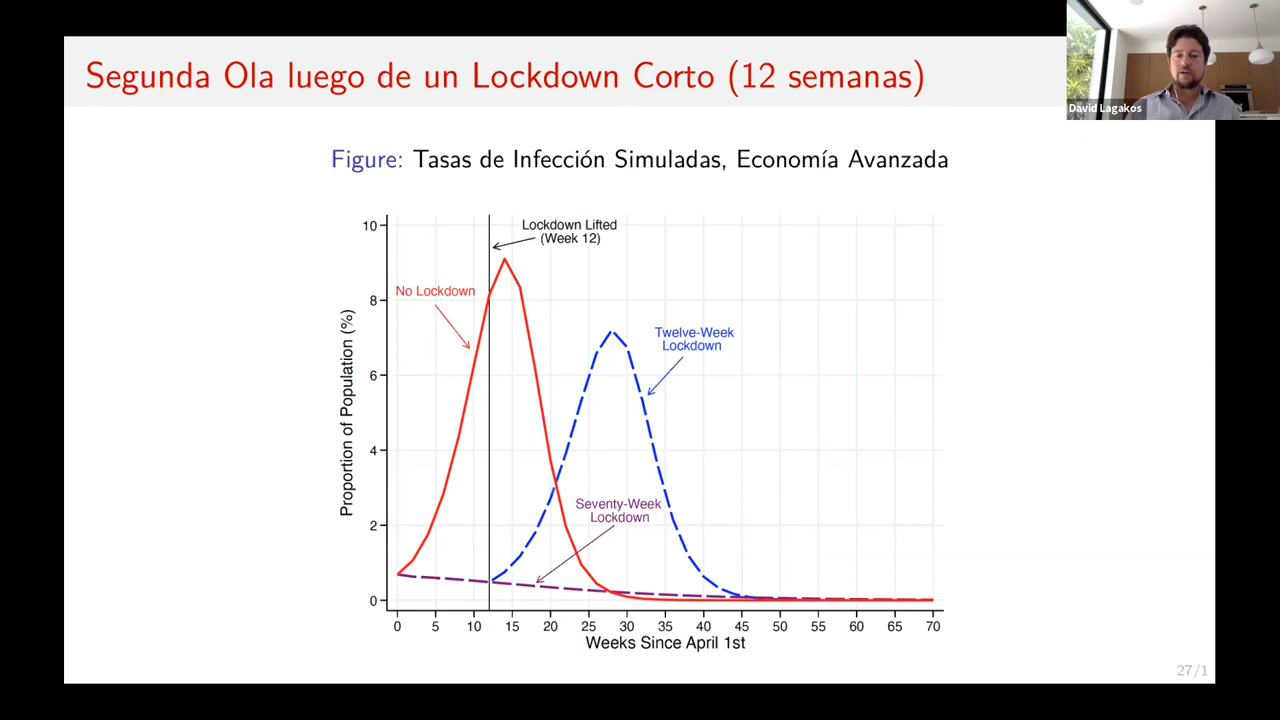 Segunda Ola luego de un Lockdown Corto (12 semanas)
David Lagakos
Figure: Tasas de Infección Simuladas, Economía Avanzada
Proportion of Population (%)
10
8
6
4
2
0
Lockdown Lifted
(Week 12)
No Lockdown
Twelve-Week
Lockdown
Seventy-Week
Lockdown
0 5 10 15 20 25 30 35 40 45 50 55 60 65 70
Weeks Since April 1st
27/1